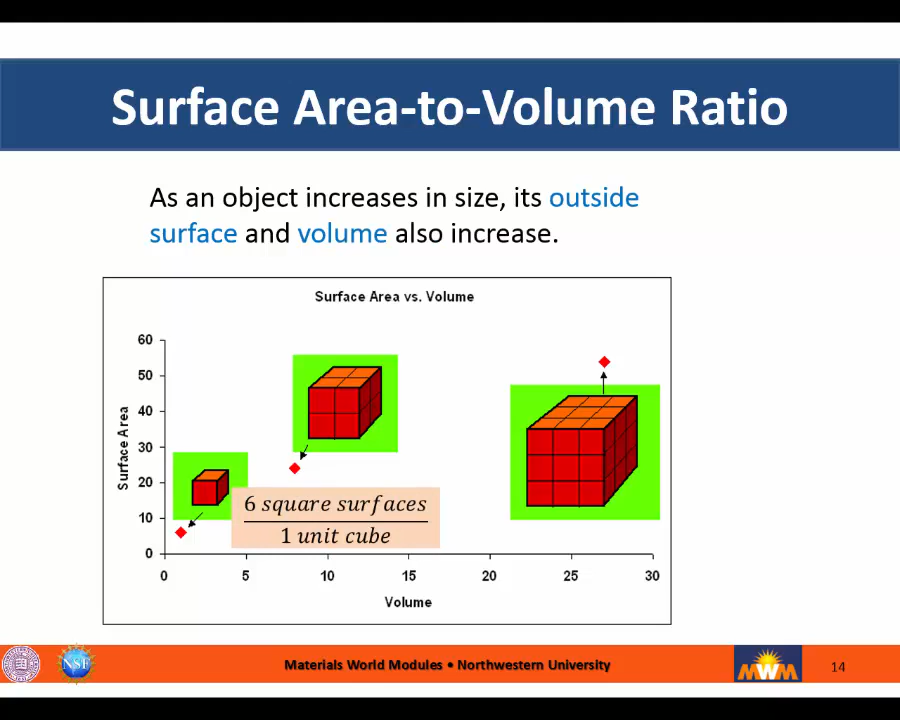 Surface Area-to-Volume Ratio
As an object increases in size, its outside
surface and volume also increase.
Surface Area vs. Volume
60
50
40
30
20
10
0
Surface Area
6 square surfaces
1 unit cube
0 5 10 15 20 25 30
Volume
NSF
Materials World Modules • Northwestern University
MWM
14